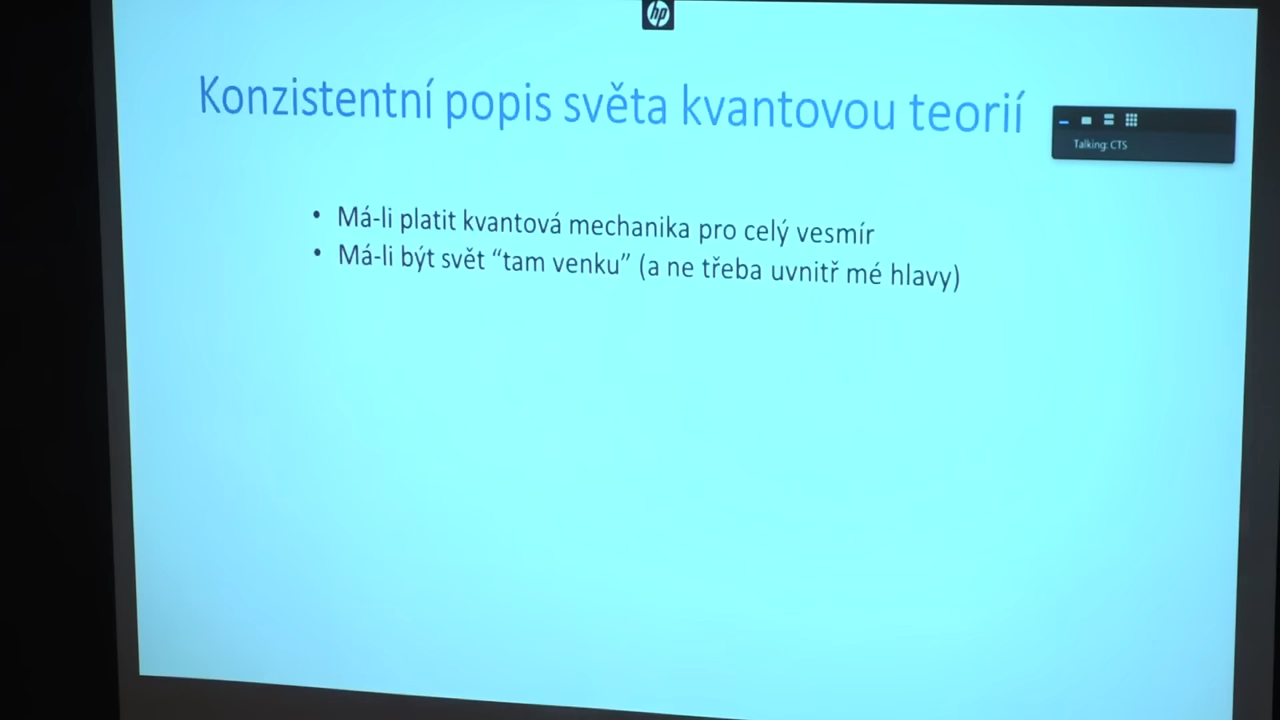 hp
Konzistentní popis světa kvantovou teorií
Talking: CTS
• Má-li platit kvantová mechanika pro celý vesmír
• Má-li být svět “tam venku” (a ne třeba uvnitř mé hlavy)